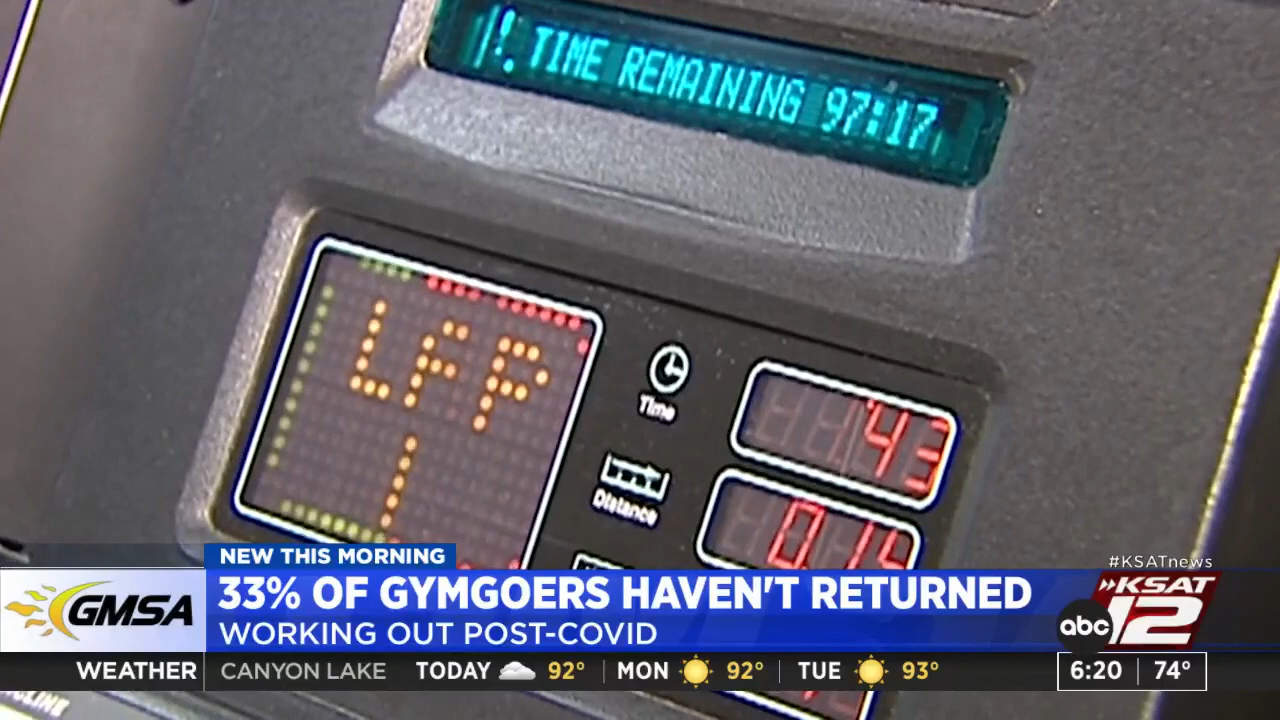 TIME REMAINING 97:17
LFP
1
Time
:43
Distance
#KSATnews
NEW THIS MORNING
33% OF GYMGOERS HAVEN'T RETURNED
WORKING OUT POST-COVID
GMSA
KSAT
abc 12
WEATHER CANYON LAKE TODAY 92° MON 92° TUE 93° 6:20 74°